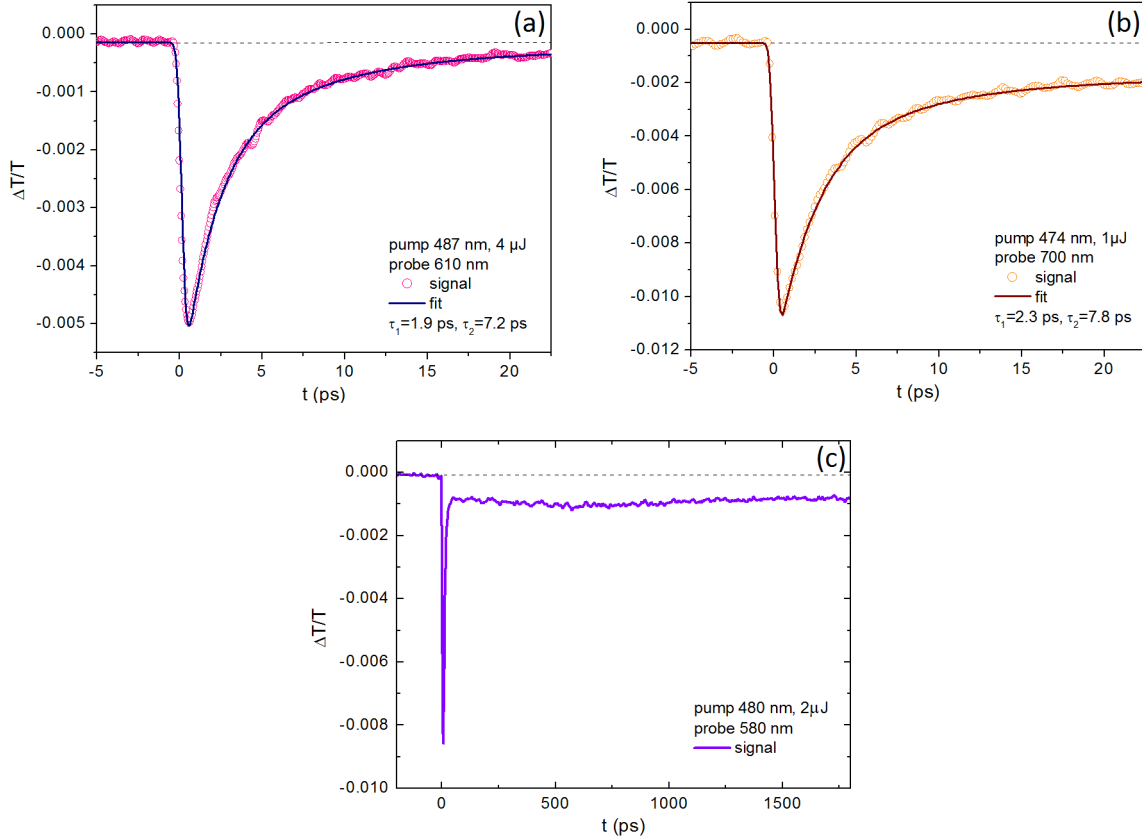 (a)
0.000
-0.001
-0.002
-0.003
-0.004
-0.005
ΔT/T
pump 487 nm, 4 μJ
probe 610 nm
signal
fit
τ1=1.9 ps, τ2=7.2 ps
-5 0 5 10 15 20
t (ps)
(b)
0.000
-0.002
-0.004
-0.006
-0.008
-0.010
-0.012
ΔT/T
pump 474 nm, 1μJ
probe 700 nm
signal
fit
τ1=2.3 ps, τ2=7.8 ps
-5 0 5 10 15 20
t (ps)
(c)
0.000
-0.002
-0.004
-0.006
-0.008
-0.010
ΔT/T
pump 480 nm, 2μJ
probe 580 nm
signal
0 500 1000 1500
t (ps)